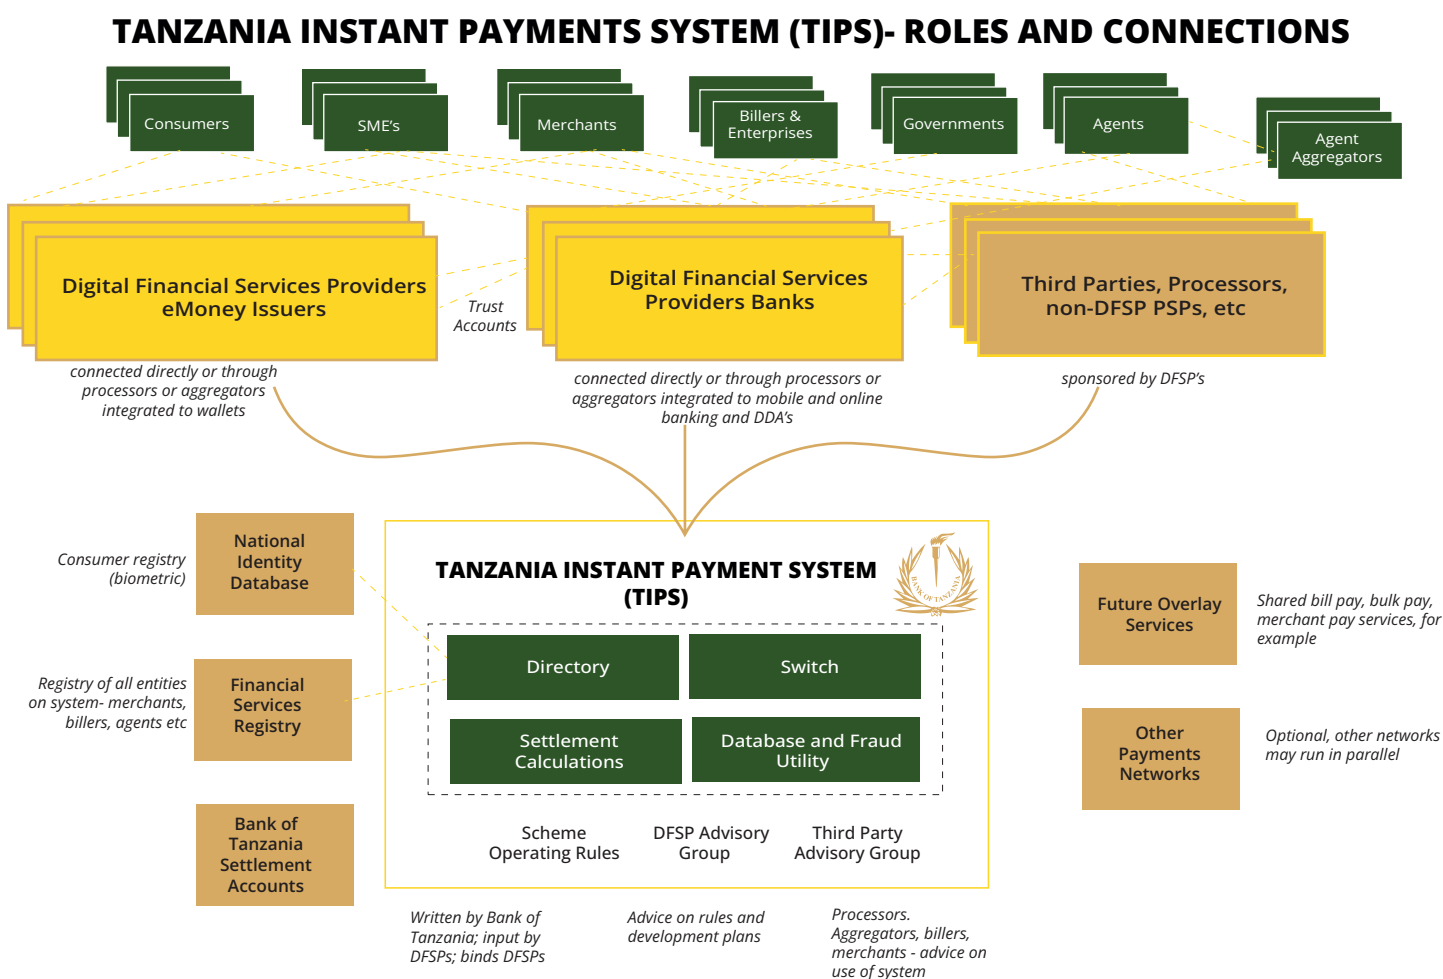 TANZANIA INSTANT PAYMENTS SYSTEM (TIPS)- ROLES AND CONNECTIONS
Consumers
SME's
Merchants
Billers &
Enterprises
Governments
Agents
Agent
Aggregators
Digital Financial Services Providers
eMoney Issuers
Trust
Accounts
Digital Financial Services
Providers Banks
Third Parties, Processors,
non-DFSP PSPs, etc
connected directly or through
processors or aggregators
integrated to wallets
connected directly or through processors or
aggregators integrated to mobile and online
banking and DDA's
sponsored by DFSP's
Consumer registry
(biometric)
National
Identity
Database
Registry of all entities
on system- merchants,
billers, agents etc
Financial
Services
Registry
Bank of
Tanzania
Settlement
Accounts
TANZANIA INSTANT PAYMENT SYSTEM
(TIPS)
BANK OF TANZANIA
Directory
Switch
Settlement
Calculations
Database and Fraud
Utility
Scheme
Operating Rules
DFSP Advisory
Group
Third Party
Advisory Group
Written by Bank of
Tanzania; input by
DFSPs; binds DFSPs
Advice on rules and
development plans
Processors.
Aggregators, billers,
merchants - advice on
use of system
Future Overlay
Services
Shared bill pay, bulk pay,
merchant pay services, for
example
Other
Payments
Networks
Optional, other networks
may run in parallel